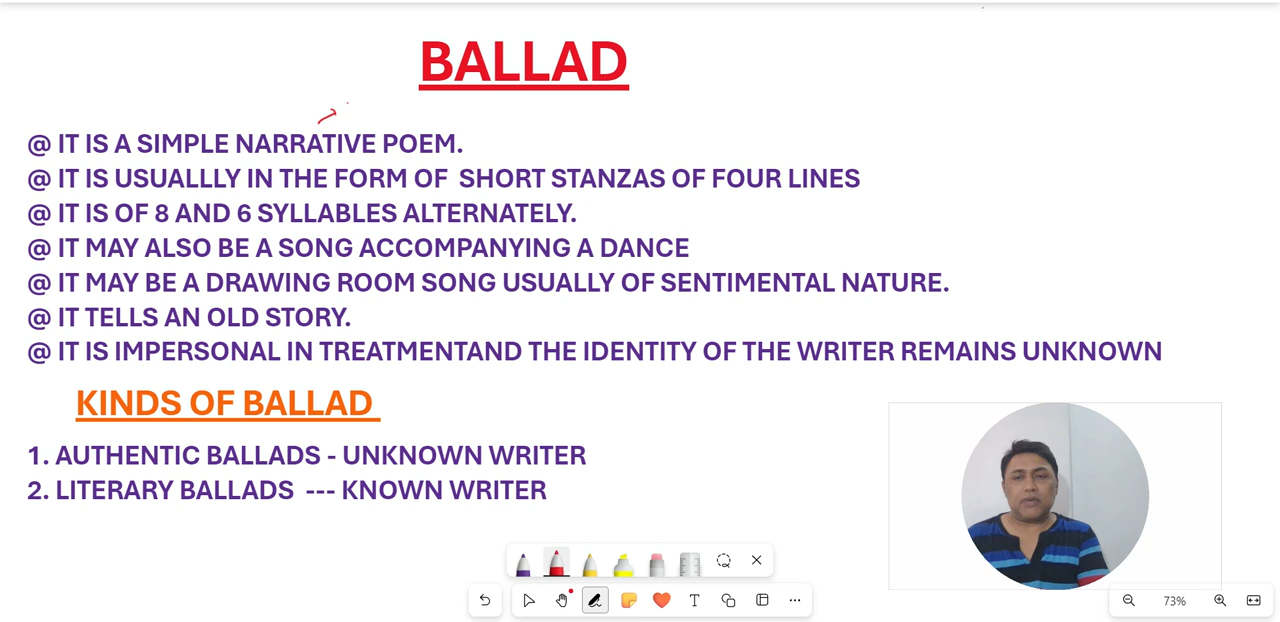 BALLAD
@ IT IS A SIMPLE NARRATIVE POEM.
@ IT IS USUALLLY IN THE FORM OF  SHORT STANZAS OF FOUR LINES
@ IT IS OF 8 AND 6 SYLLABLES ALTERNATELY.
@ IT MAY ALSO BE A SONG ACCOMPANYING A DANCE
@ IT MAY BE A DRAWING ROOM SONG USUALLY OF SENTIMENTAL NATURE.
@ IT TELLS AN OLD STORY.
@ IT IS IMPERSONAL IN TREATMENTAND THE IDENTITY OF THE WRITER REMAINS UNKNOWN
KINDS OF BALLAD
1. AUTHENTIC BALLADS - UNKNOWN WRITER
2. LITERARY BALLADS  --- KNOWN WRITER
73%